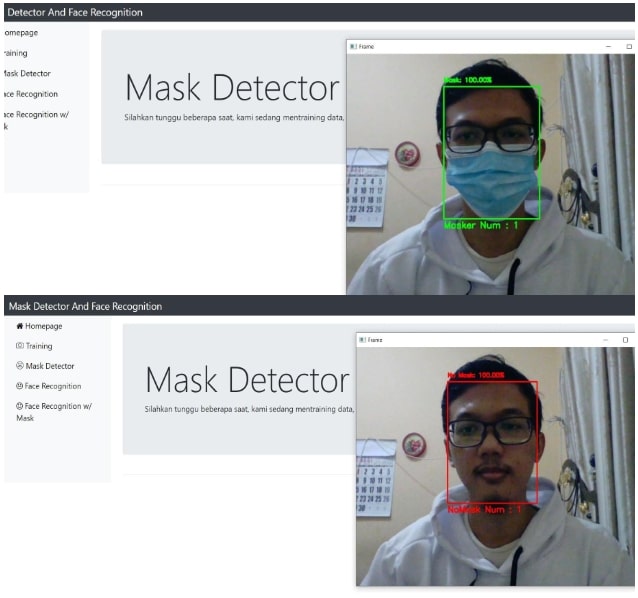 Detector And Face Recognition
omepage
raining
Mask Detector
ace Recognition
ace Recognition w/
k
Mask Detector
Silahkan tunggu beberapa saat, kami sedang mentraining data,
Frame
Mask: 100.00%
Masker Num : 1
Mask Detector And Face Recognition
Homepage
Training
Mask Detector
Face Recognition
Face Recognition w/
Mask
Mask Detector
Silahkan tunggu beberapa saat, kami sedang mentraining data,
Frame
No Mask: 100.00%
NoMask Num : 1